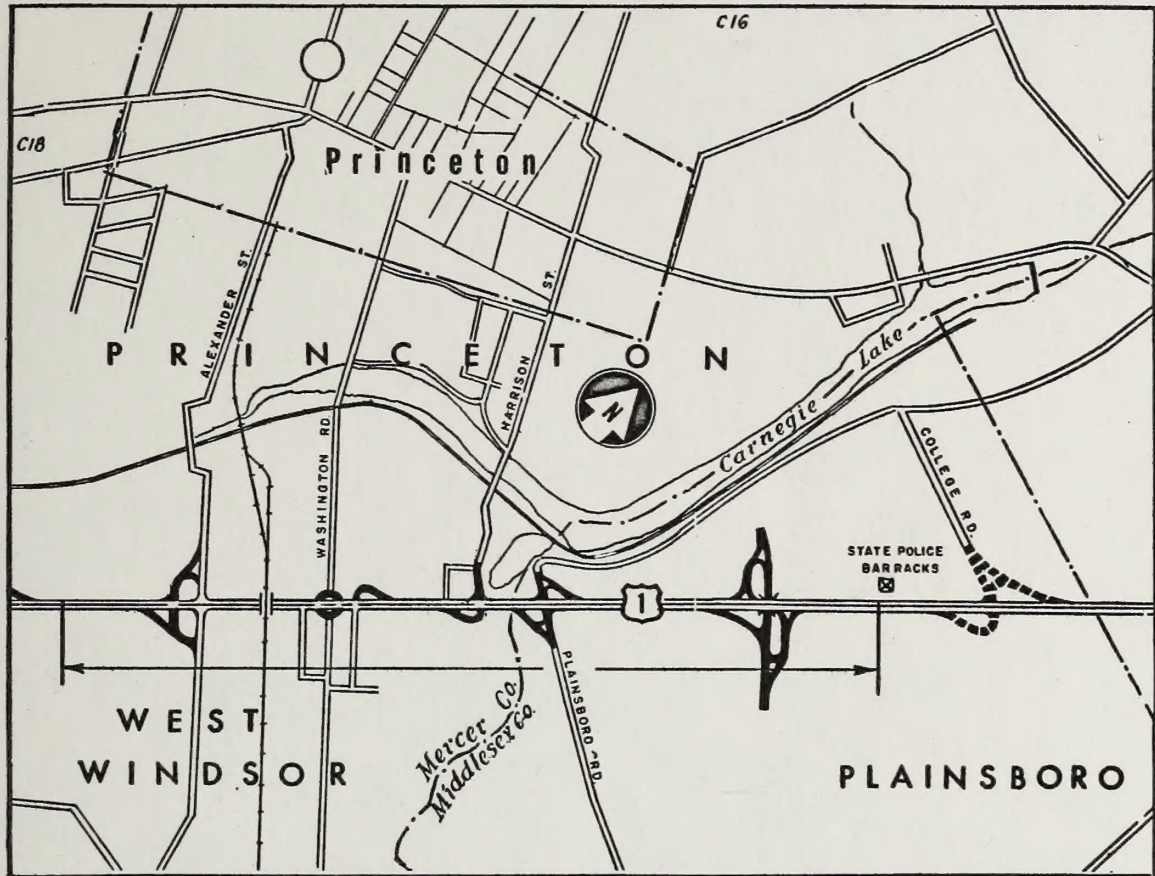 C16
C18
Princeton
ALEXANDER ST.
WASHINGTON RD.
HARRISON ST.
PRINCETON
N
Carnegie Lake
COLLEGE RD.
STATE POLICE
BARRACKS
1
PLAINSBORO RD.
Mercer Co.
Middlesex Co.
WEST
WINDSOR
PLAINSBORO